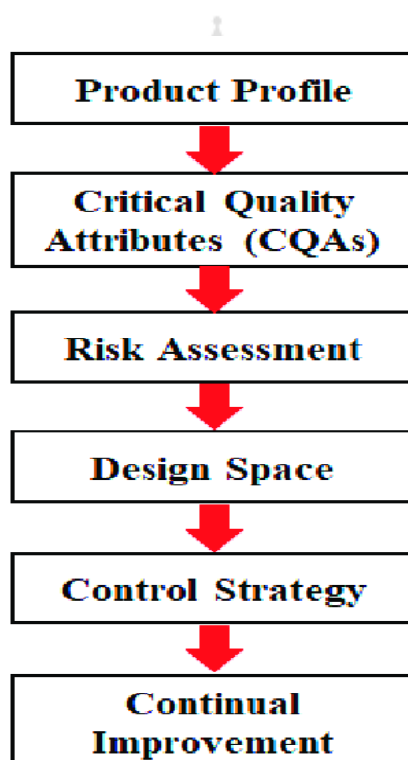 Product Profile
Critical Quality
Attributes (CQAs)
Risk Assessment
Design Space
Control Strategy
Continual
Improvement